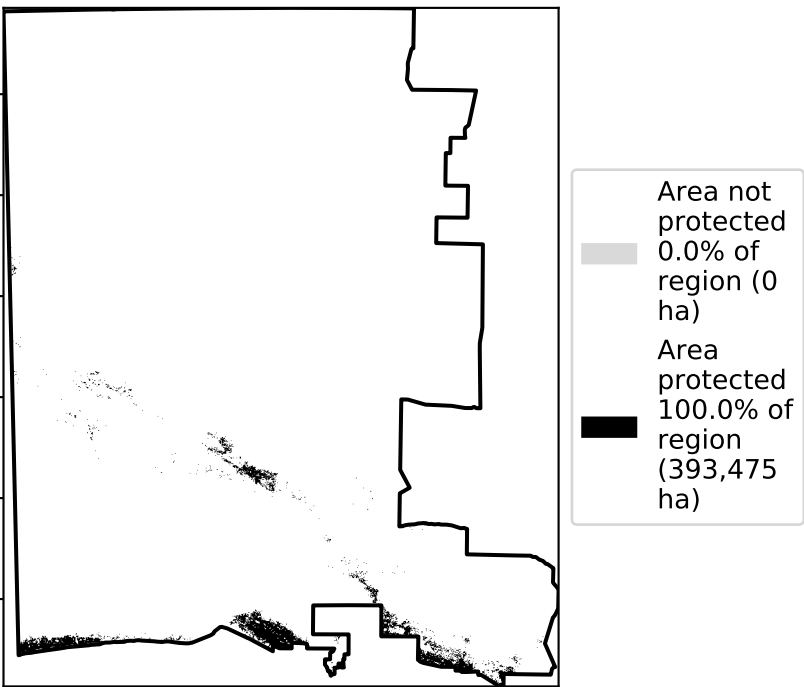 Area not
protected
0.0% of
region (0
ha)
Area
protected
100.0% of
region
(393,475
ha)